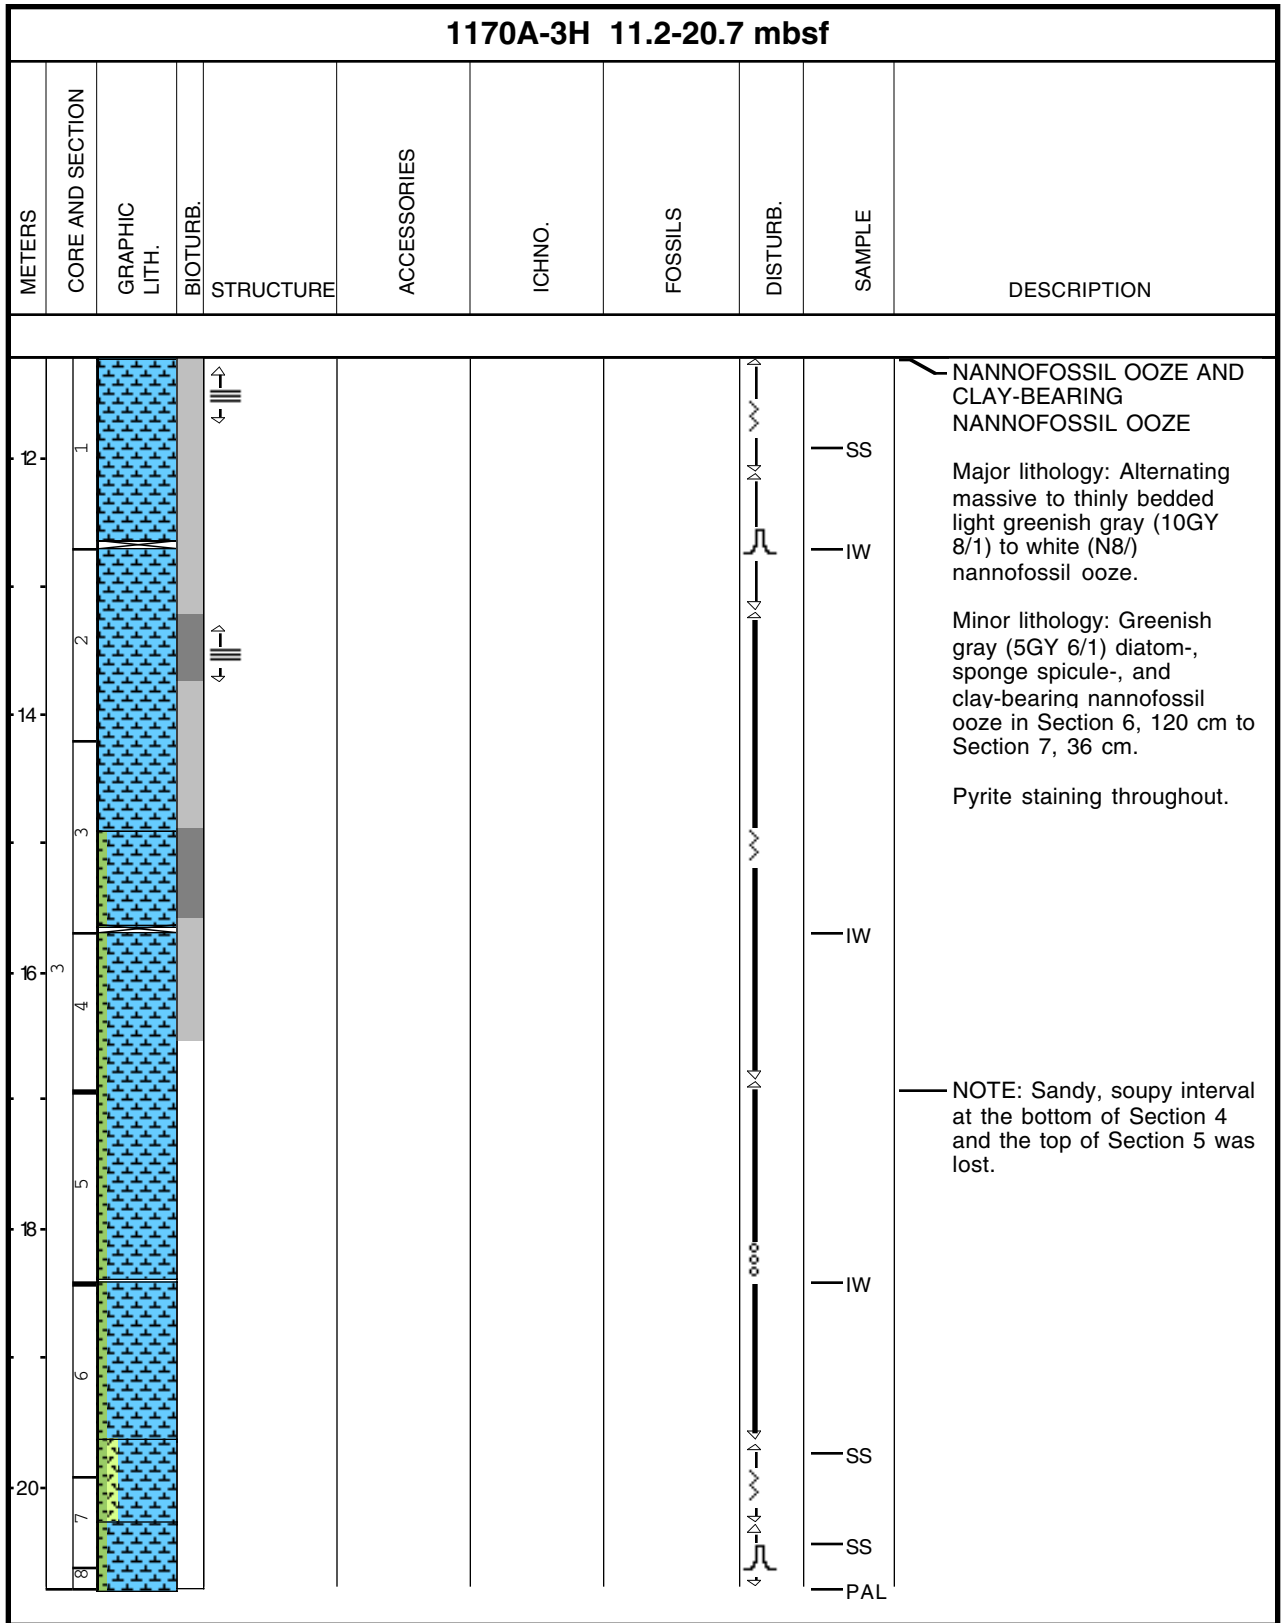 1170A-3H 11.2-20.7 mbsf
METERS
CORE AND SECTION
GRAPHIC
LITH.
BIOTURB.
STRUCTURE
ACCESSORIES
ICHNO.
FOSSILS
DISTURB.
SAMPLE
DESCRIPTION
NANNOFOSSIL OOZE AND
CLAY-BEARING
NANNOFOSSIL OOZE
1
12
SS
Major lithology: Alternating
massive to thinly bedded
light greenish gray (10GY
8/1) to white (N8/)
nannofossil ooze.
IW
2
Minor lithology: Greenish
gray (5GY 6/1) diatom-,
sponge spicule-, and
clay-bearing nannofossil
ooze in Section 6, 120 cm to
Section 7, 36 cm.
14
Pyrite staining throughout.
3
IW
16
3
4
NOTE: Sandy, soupy interval
at the bottom of Section 4
and the top of Section 5 was
lost.
5
18
IW
6
SS
20
7
SS
8
PAL